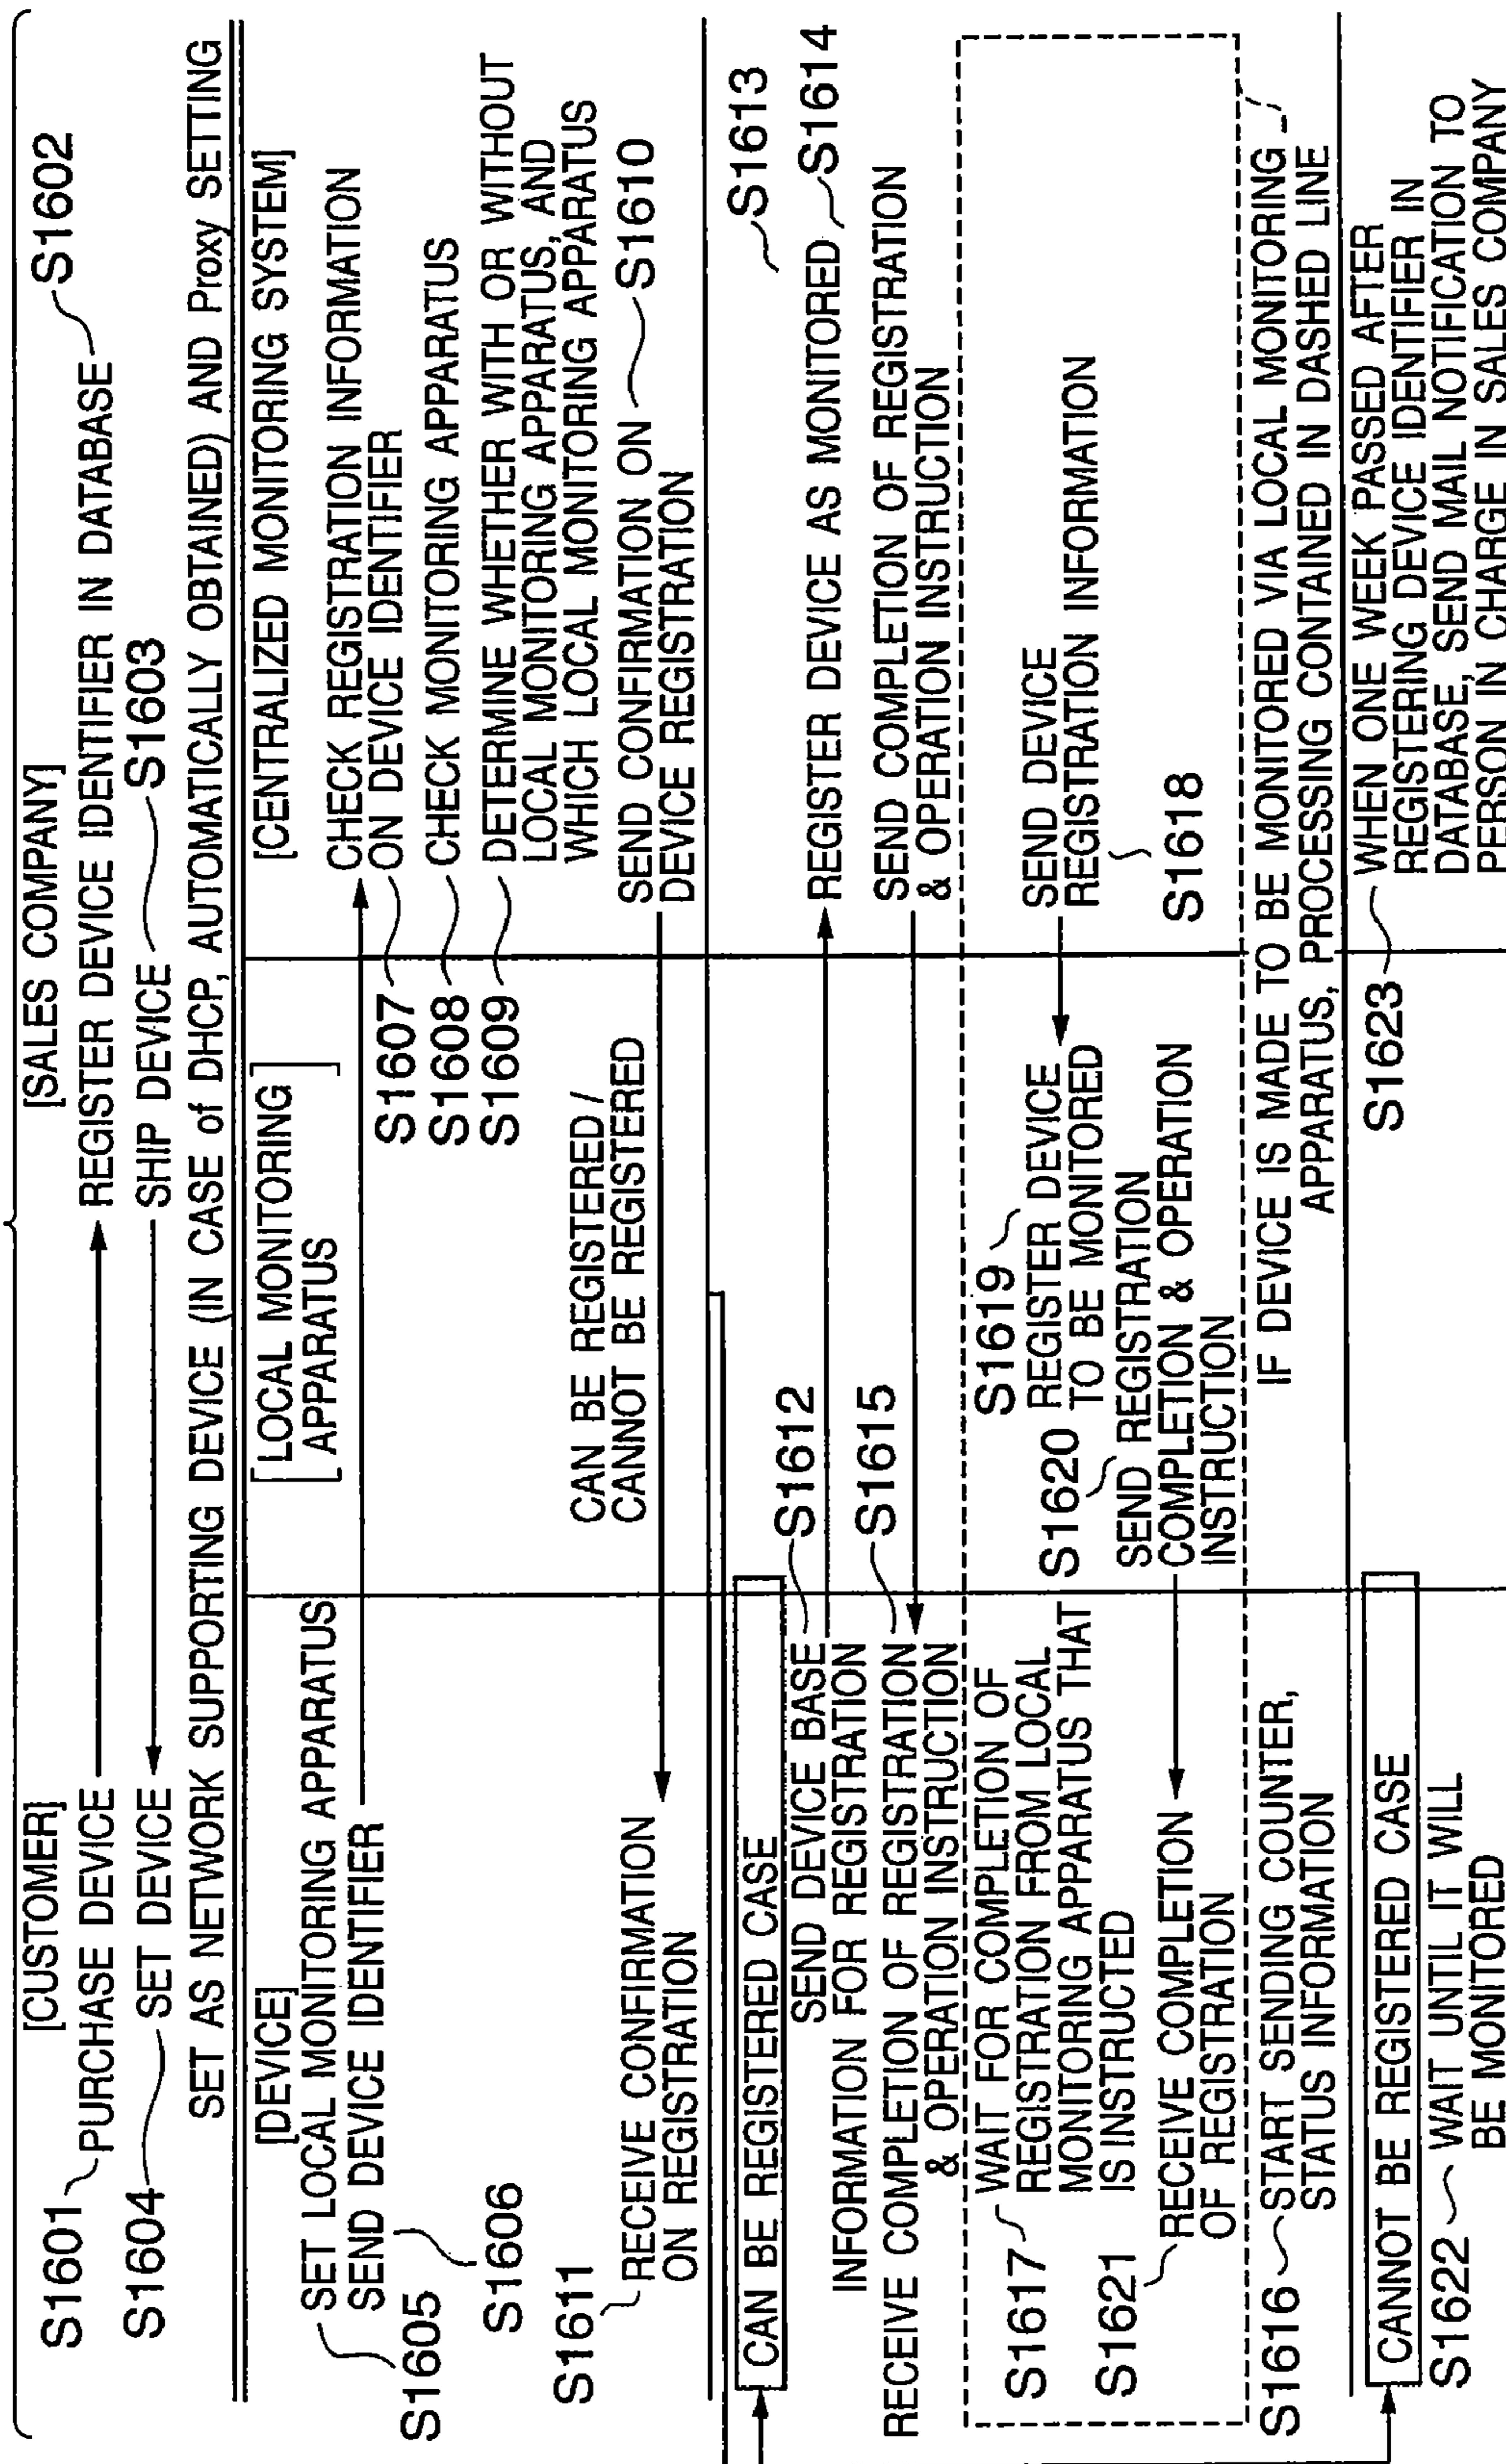 [CUSTOMER]
[SALES COMPANY]
S1601
PURCHASE DEVICE
REGISTER DEVICE IDENTIFIER IN DATABASE
S1602
S1604
SET DEVICE
SHIP DEVICE
S1603
SET AS NETWORK SUPPORTING DEVICE (IN CASE of DHCP, AUTOMATICALLY OBTAINED) AND Proxy SETTING
[DEVICE]
[LOCAL MONITORING
APPARATUS]
[CENTRALIZED MONITORING SYSTEM]
S1605
SET LOCAL MONITORING APPARATUS
SEND DEVICE IDENTIFIER
S1606
CHECK REGISTRATION INFORMATION
ON DEVICE IDENTIFIER
S1607
CHECK MONITORING APPARATUS
S1608
DETERMINE WHETHER WITH OR WITHOUT
LOCAL MONITORING APPARATUS, AND
WHICH LOCAL MONITORING APPARATUS
S1609
SEND CONFIRMATION ON
DEVICE REGISTRATION
S1610
CAN BE REGISTERED /
CANNOT BE REGISTERED
S1611
RECEIVE CONFIRMATION
ON REGISTRATION
CAN BE REGISTERED CASE
SEND DEVICE BASE
INFORMATION FOR REGISTRATION
S1612
S1613
REGISTER DEVICE AS MONITORED
S1614
SEND COMPLETION OF REGISTRATION
& OPERATION INSTRUCTION
RECEIVE COMPLETION OF REGISTRATION
& OPERATION INSTRUCTION
S1615
WAIT FOR COMPLETION OF
REGISTRATION FROM LOCAL
MONITORING APPARATUS THAT
IS INSTRUCTED
S1617
SEND DEVICE
REGISTRATION INFORMATION
S1618
S1619
REGISTER DEVICE
TO BE MONITORED
S1620
SEND REGISTRATION
COMPLETION & OPERATION
INSTRUCTION
S1621
RECEIVE COMPLETION
OF REGISTRATION
S1616
START SENDING COUNTER,
STATUS INFORMATION
IF DEVICE IS MADE TO BE MONITORED VIA LOCAL MONITORING
APPARATUS, PROCESSING CONTAINED IN DASHED LINE
CANNOT BE REGISTERED CASE
S1622
WAIT UNTIL IT WILL
BE MONITORED
S1623
WHEN ONE WEEK PASSED AFTER
REGISTERING DEVICE IDENTIFIER IN
DATABASE, SEND MAIL NOTIFICATION TO
PERSON IN CHARGE IN SALES COMPANY